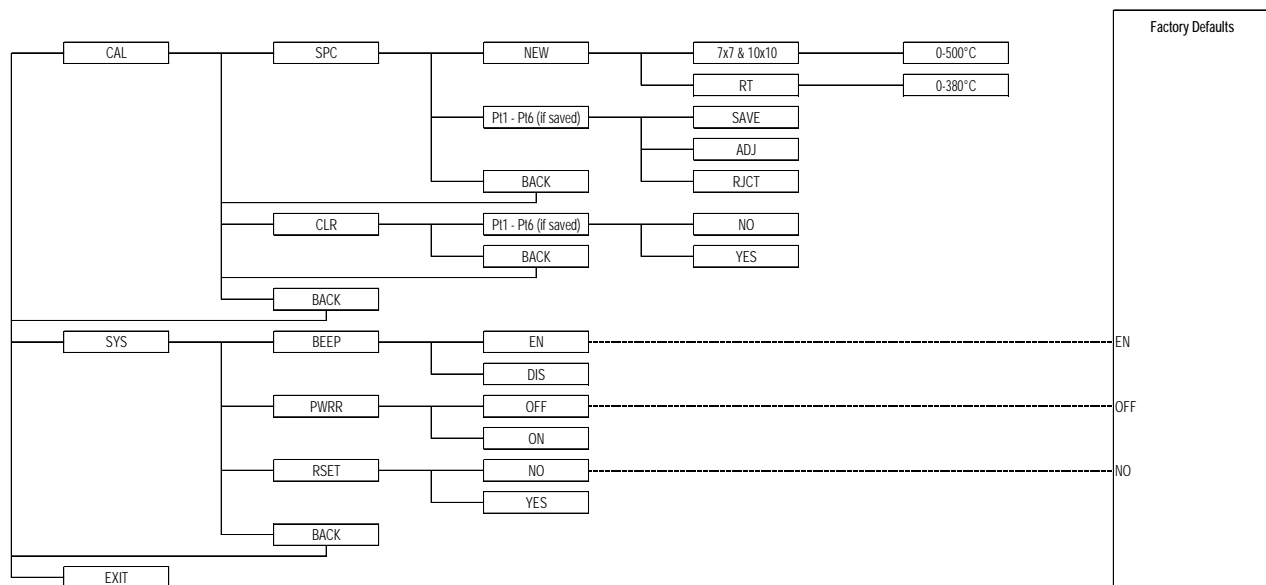 Factory Defaults
CAL
SPC
NEW
7x7 & 10x10
0-500°C
RT
0-380°C
Pt1 - Pt6 (if saved)
SAVE
ADJ
RJCT
BACK
CLR
Pt1 - Pt6 (if saved)
NO
YES
BACK
BACK
SYS
BEEP
EN
EN
DIS
PWRR
OFF
OFF
ON
RSET
NO
NO
YES
BACK
EXIT